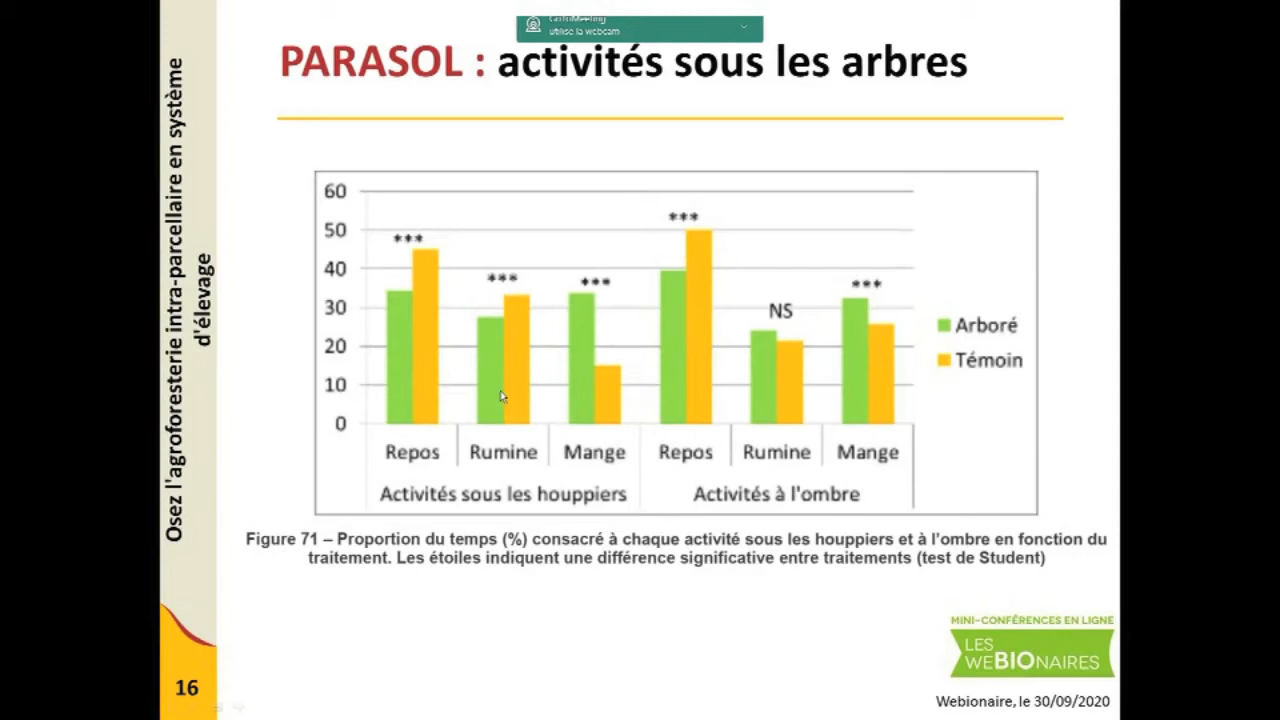 utilise la webcam
PARASOL : activités sous les arbres
Osez l'agroforesterie intra-parcellaire en système
d'élevage
60
50
40
30
20
10
0
***
***
***
***
NS
***
Arboré
Témoin
Repos Rumine Mange Repos Rumine Mange
Activités sous les houppiers Activités à l'ombre
Figure 71 – Proportion du temps (%) consacré à chaque activité sous les houppiers et à l'ombre en fonction du
traitement. Les étoiles indiquent une différence significative entre traitements (test de Student)
MINI-CONFÉRENCES EN LIGNE
LES
WEBIONAIRES
16
Webionaire, le 30/09/2020